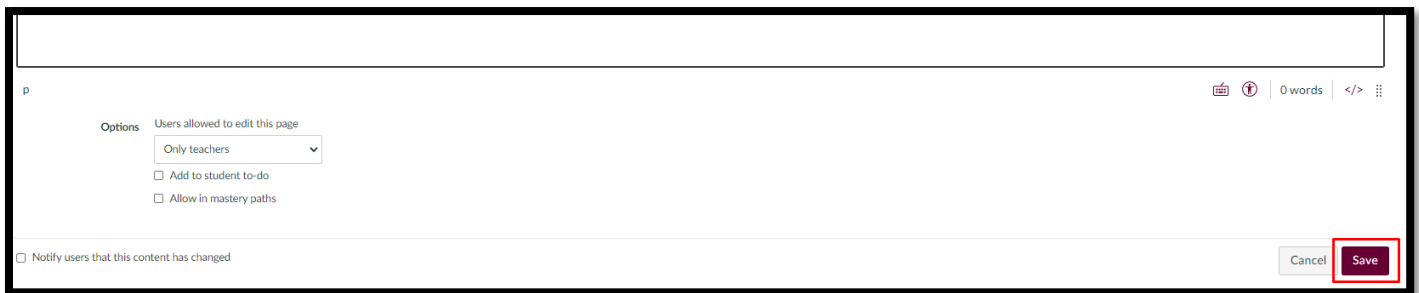 p 0 words </>
Options Users allowed to edit this page
Only teachers
Add to student to-do
Allow in mastery paths
Notify users that this content has changed Cancel Save